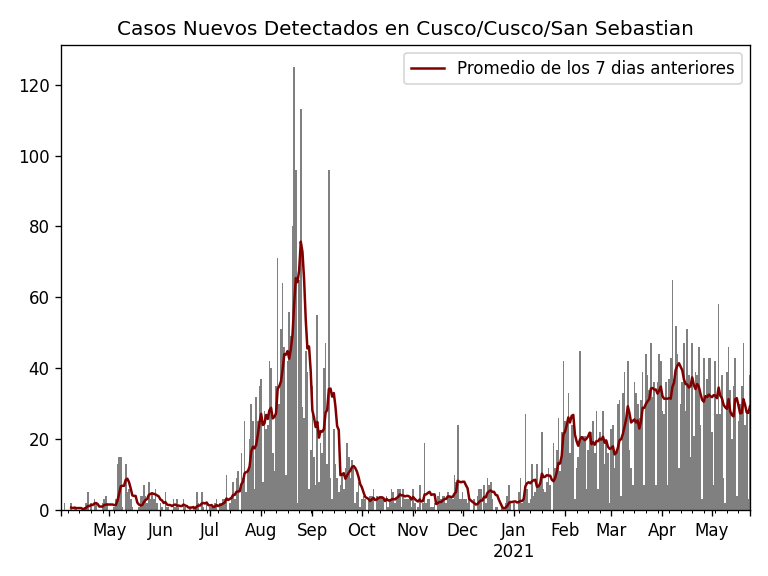 Casos Nuevos Detectados en Cusco/Cusco/San Sebastian
Promedio de los 7 dias anteriores
120
100
80
60
40
20
0
May Jun Jul Aug Sep Oct Nov Dec Jan Feb Mar Apr May
2021